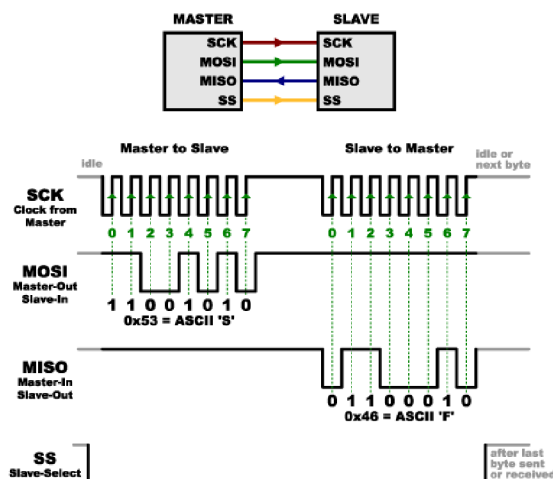 MASTER SLAVE
SCK SCK
MOSI MOSI
MISO MISO
SS SS
Master to Slave Slave to Master
idle
idle or
next byte
SCK
Clock from
Master
0 1 2 3 4 5 6 7 0 1 2 3 4 5 6 7
MOSI
Master-Out
Slave-In
1 1 0 0 1 0 1 0
0x53 = ASCII 'S'
MISO
Master-In
Slave-Out
0 1 1 0 0 0 1 0
0x46 = ASCII 'F'
SS
Slave-Select
after last
byte sent
or received